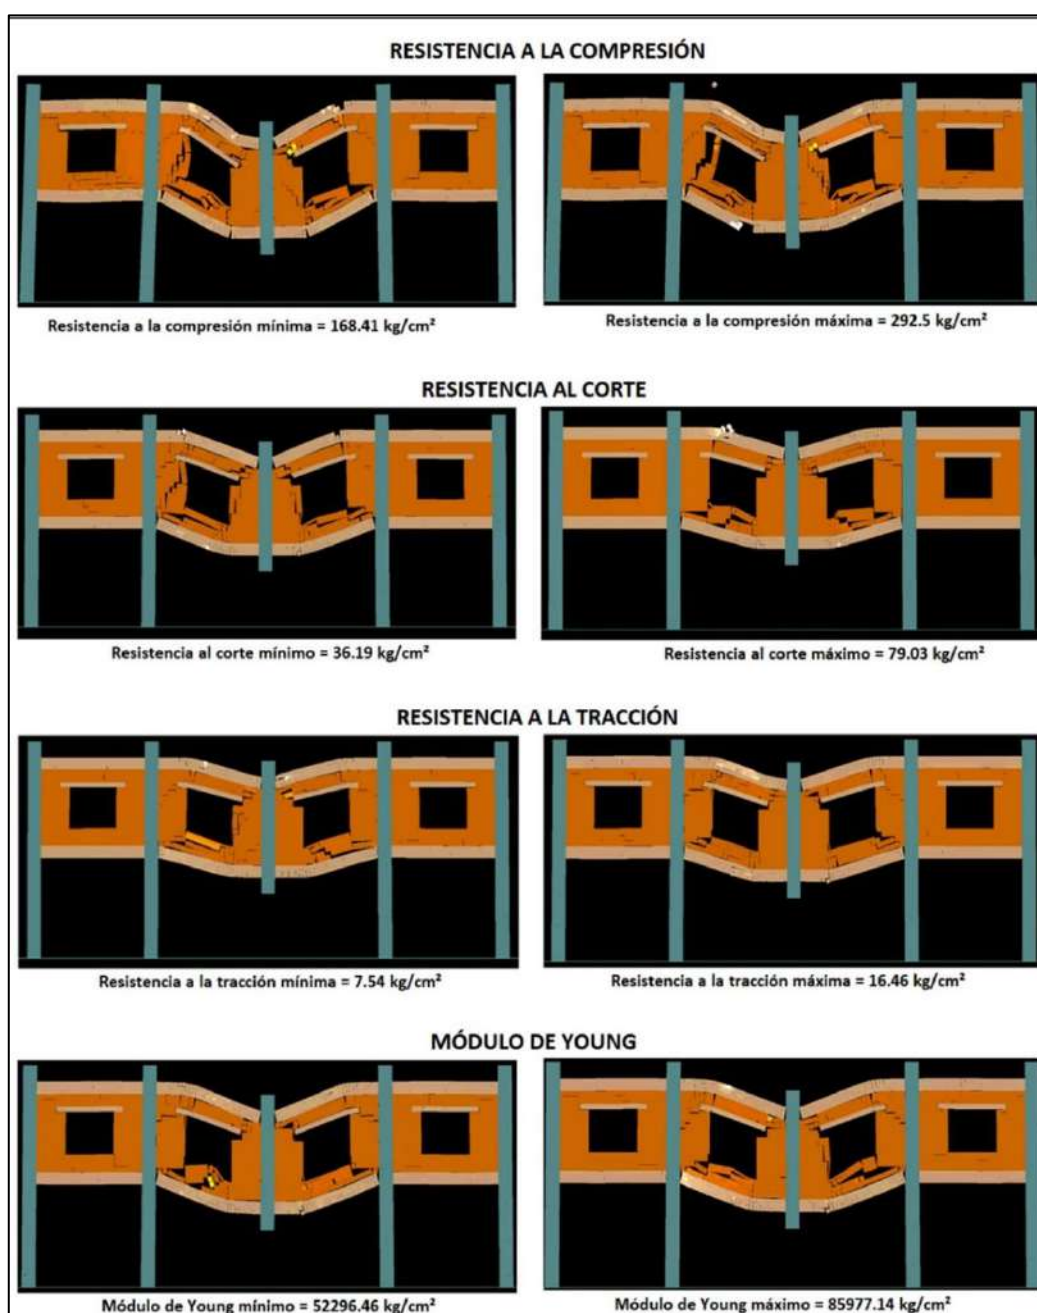 RESISTENCIA A LA COMPRESIÓN
Resistencia a la compresión mínima = 168.41 kg/cm²
Resistencia a la compresión máxima = 292.5 kg/cm²
RESISTENCIA AL CORTE
Resistencia al corte mínimo = 36.19 kg/cm²
Resistencia al corte máximo = 79.03 kg/cm²
RESISTENCIA A LA TRACCIÓN
Resistencia a la tracción mínima = 7.54 kg/cm²
Resistencia a la tracción máxima = 16.46 kg/cm²
MÓDULO DE YOUNG
Módulo de Young mínimo = 52296.46 kg/cm²
Módulo de Young máximo = 85977.14 kg/cm²